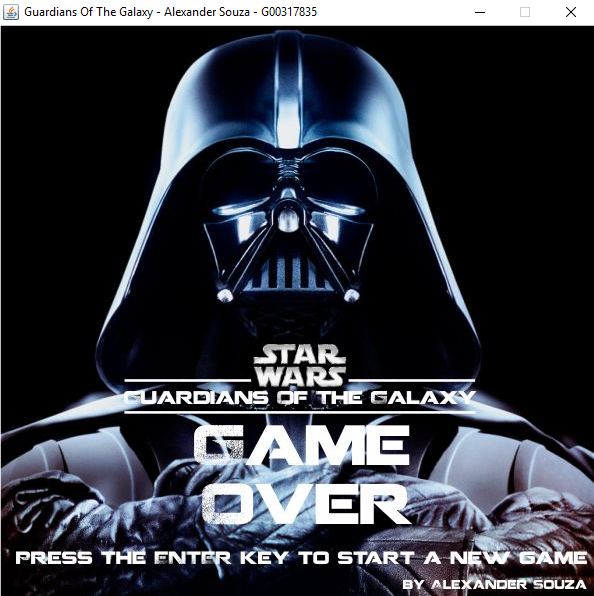 Guardians Of The Galaxy - Alexander Souza - G00317835
STAR
WARS
GUARDIANS OF THE GALAXY
GAME
OVER
PRESS THE ENTER KEY TO START A NEW GAME
BY ALEXANDER SOUZA